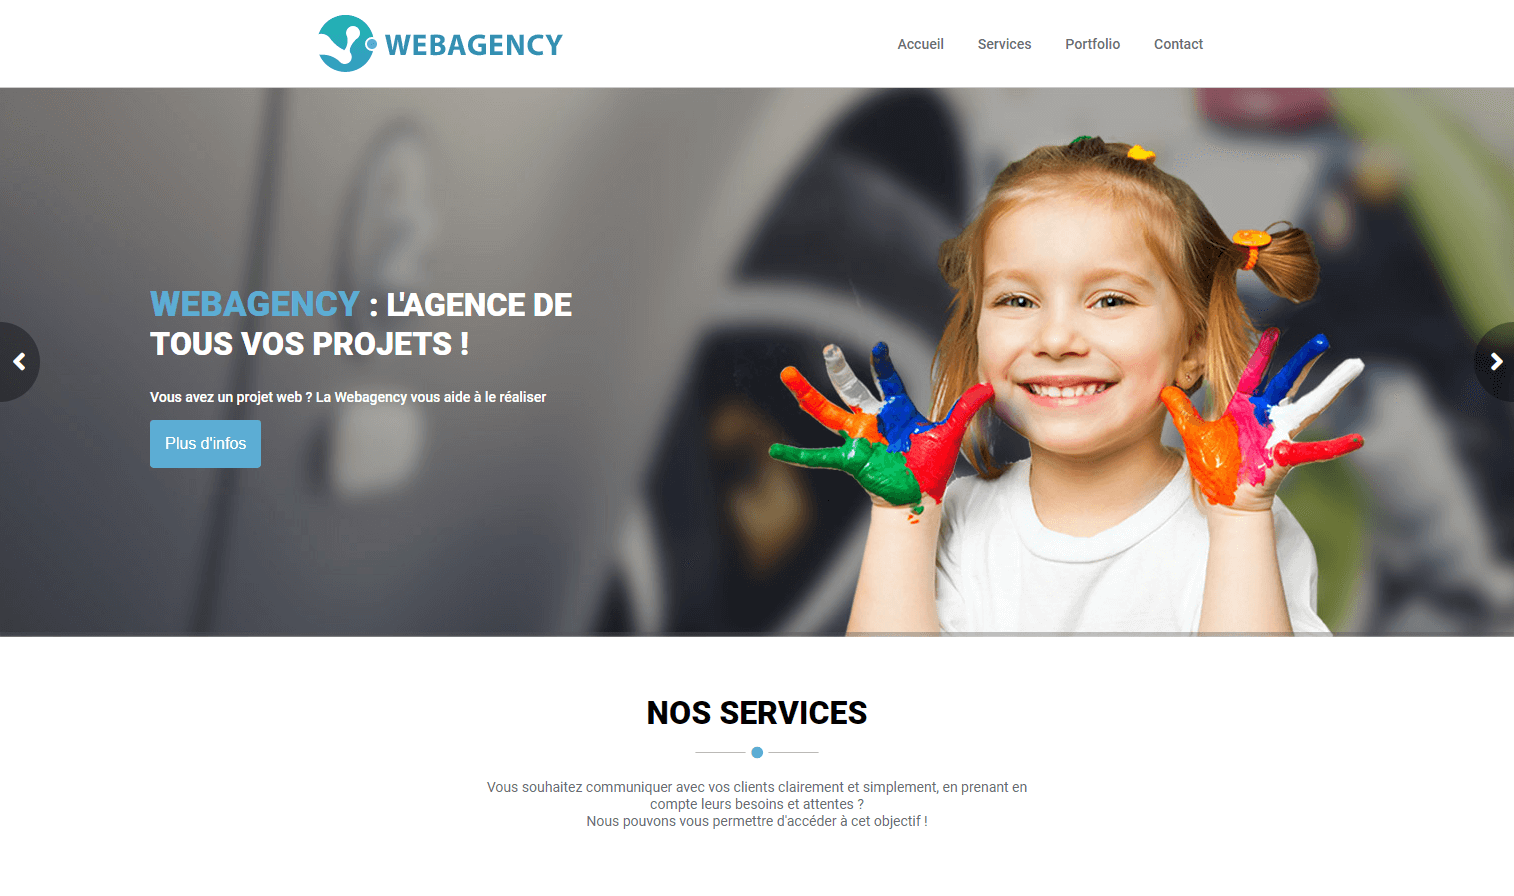 WEBAGENCY
Accueil Services Portfolio Contact
WEBAGENCY : L'AGENCE DE
TOUS VOS PROJETS !
Vous avez un projet web ? La Webagency vous aide à le réaliser
Plus d'infos
NOS SERVICES
Vous souhaitez communiquer avec vos clients clairement et simplement, en prenant en
compte leurs besoins et attentes ?
Nous pouvons vous permettre d'accéder à cet objectif !